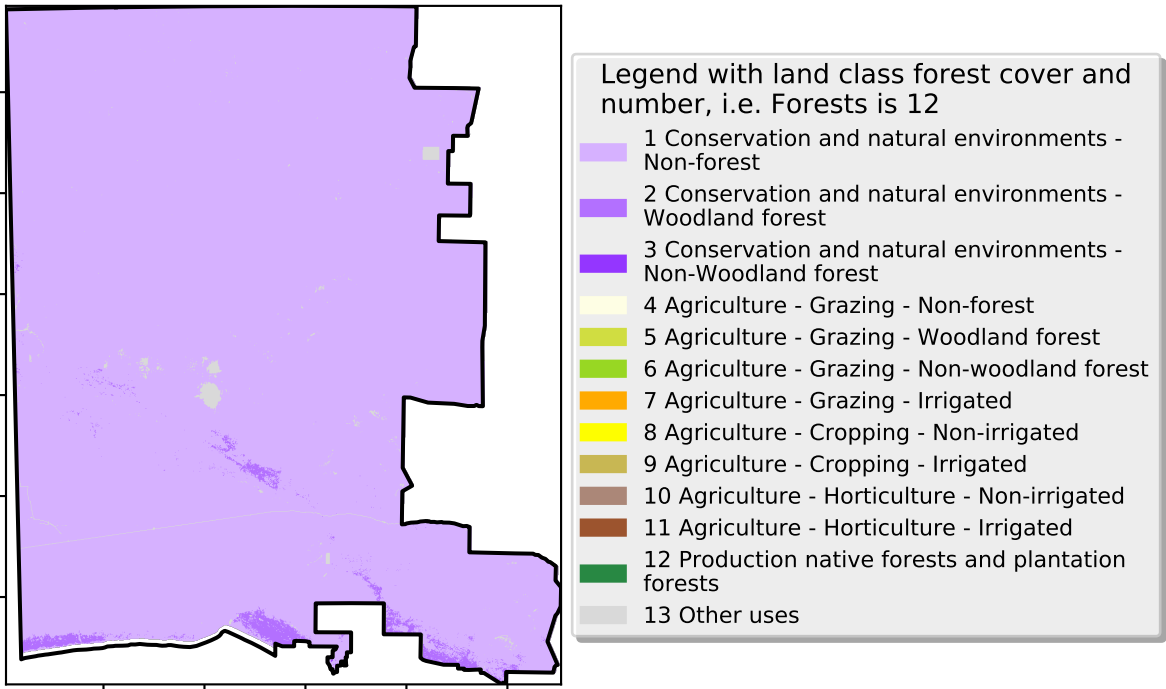 Legend with land class forest cover and
number, i.e. Forests is 12
1 Conservation and natural environments -
Non-forest
2 Conservation and natural environments -
Woodland forest
3 Conservation and natural environments -
Non-Woodland forest
4 Agriculture - Grazing - Non-forest
5 Agriculture - Grazing - Woodland forest
6 Agriculture - Grazing - Non-woodland forest
7 Agriculture - Grazing - Irrigated
8 Agriculture - Cropping - Non-irrigated
9 Agriculture - Cropping - Irrigated
10 Agriculture - Horticulture - Non-irrigated
11 Agriculture - Horticulture - Irrigated
12 Production native forests and plantation
forests
13 Other uses